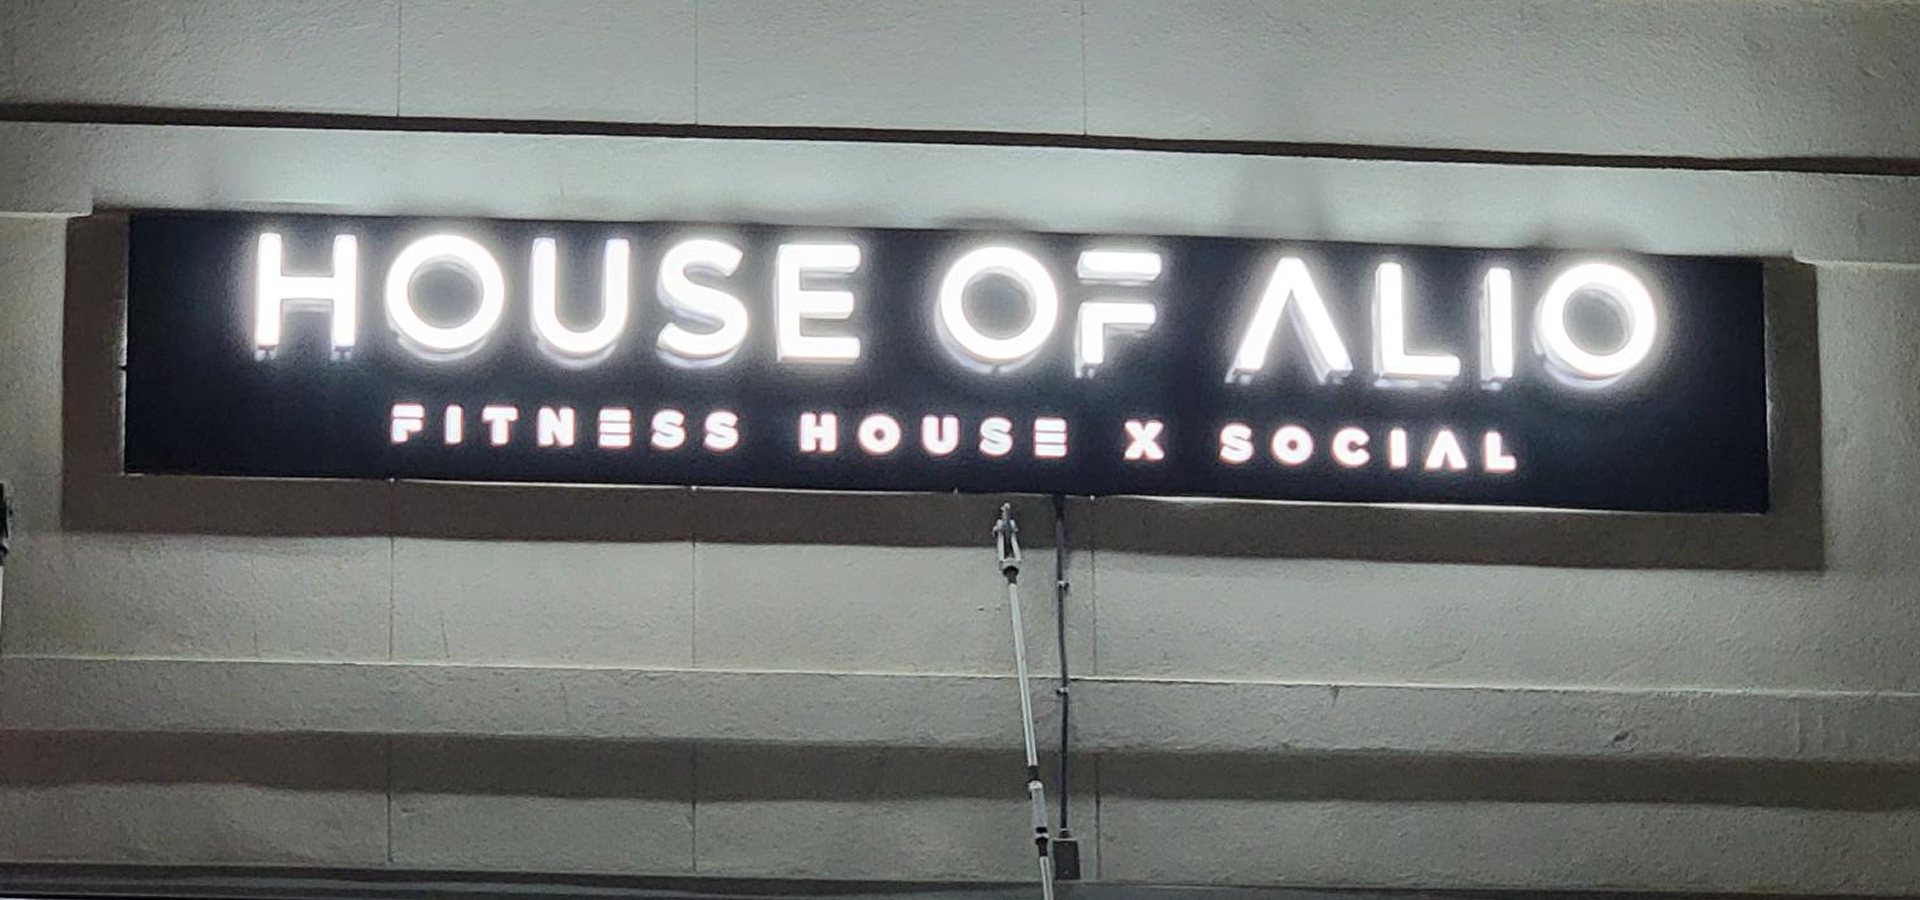 HOUSE OF ALIO
FITNESS HOUSE X SOCIAL